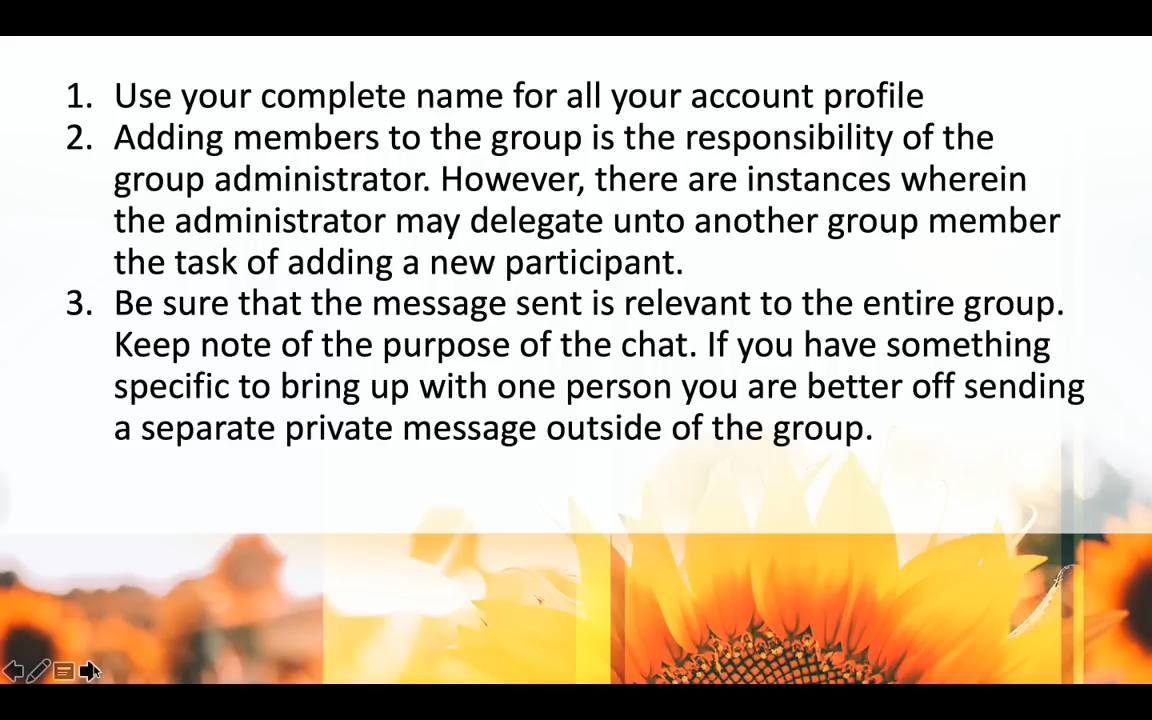 1. Use your complete name for all your account profile
2. Adding members to the group is the responsibility of the
group administrator. However, there are instances wherein
the administrator may delegate unto another group member
the task of adding a new participant.
3. Be sure that the message sent is relevant to the entire group.
Keep note of the purpose of the chat. If you have something
specific to bring up with one person you are better off sending
a separate private message outside of the group.